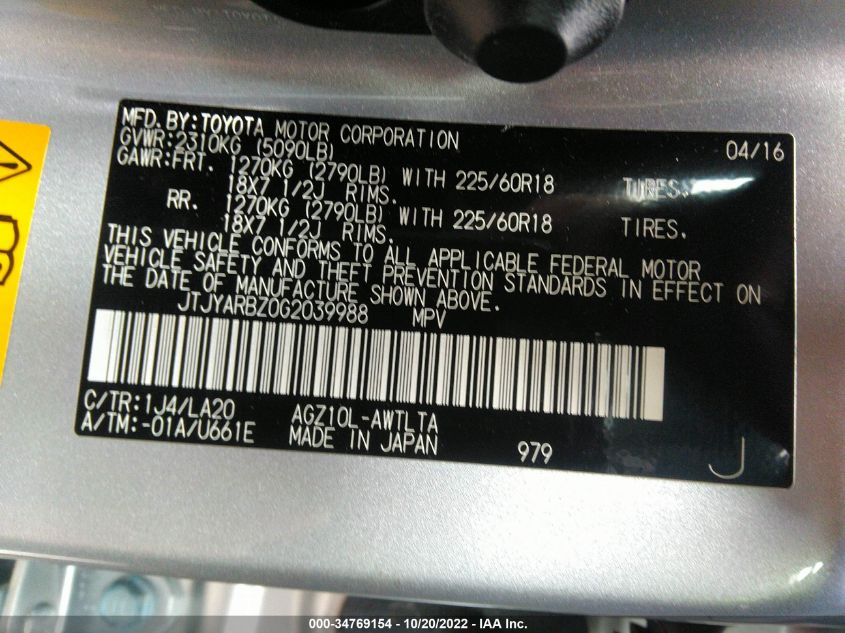 MFD.BY:TOYOTA MOTOR CORPORATION 04/16
GVWR:2310KG (5090LB)
GAWR:FRT. 1270KG (2790LB) WITH 225/60R18 TIRES.
18X7 1/2J RIMS.
RR. 1270KG (2790LB) WITH 225/60R18 TIRES.
18X7 1/2J RIMS.
THIS VEHICLE CONFORMS TO ALL APPLICABLE FEDERAL MOTOR
VEHICLE SAFETY AND THEFT PREVENTION STANDARDS IN EFFECT ON
THE DATE OF MANUFACTURE SHOWN ABOVE.
JTJYARBZ0G2039988 MPV
C/TR:1J4/LA20 AGZ10L-AWTLTA
A/TM:-01A/U661E MADE IN JAPAN 979
J
000-34769154 - 10/20/2022 - IAA Inc.